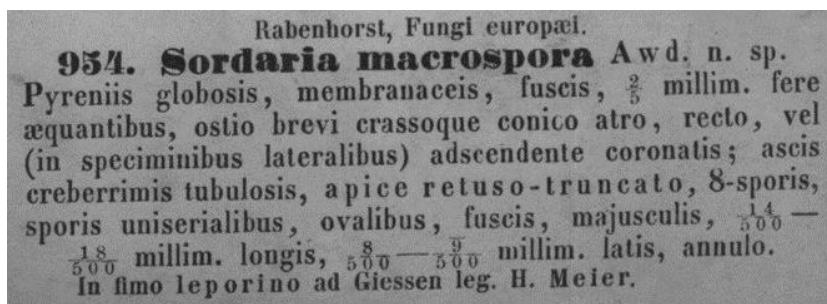 Rabenhorst, Fungi europæi.
954. Sordaria macrospora Awd. n. sp.
Pyreniis globosis, membranaceis, fuscis, 2/5 millim. fere
æquantibus, ostio brevi crassoque conico atro, recto, vel
(in speciminibus lateralibus) adscendente coronatis; ascis
creberrimis tubulosis, apice retuso-truncato, 8-sporis,
sporis uniserialibus, ovalibus, fuscis, majusculis, 14/500—
18/500 millim. longis, 8/500—9/500 millim. latis, annulo.
In fimo leporino ad Giessen leg. H. Meier.